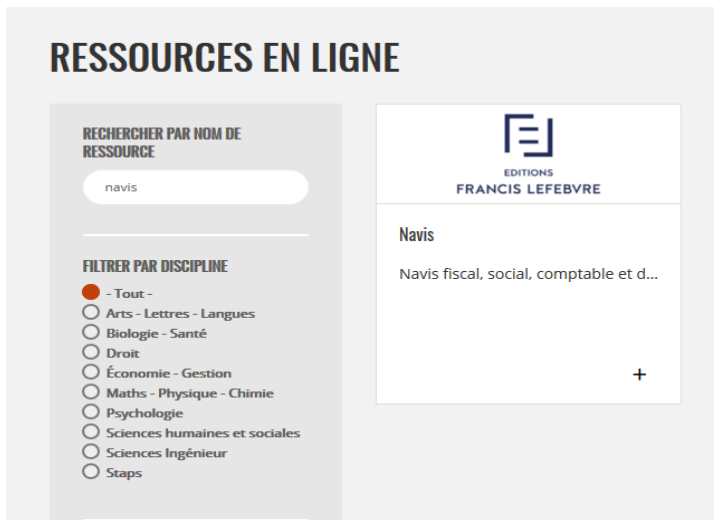 RESSOURCES EN LIGNE
RECHERCHER PAR NOM DE
RESSOURCE
navis
FILTRER PAR DISCIPLINE
- Tout -
Arts - Lettres - Langues
Biologie - Santé
Droit
Économie - Gestion
Maths - Physique - Chimie
Psychologie
Sciences humaines et sociales
Sciences Ingénieur
Staps
EDITIONS
FRANCIS LEFEBVRE
Navis
Navis fiscal, social, comptable et d...
+